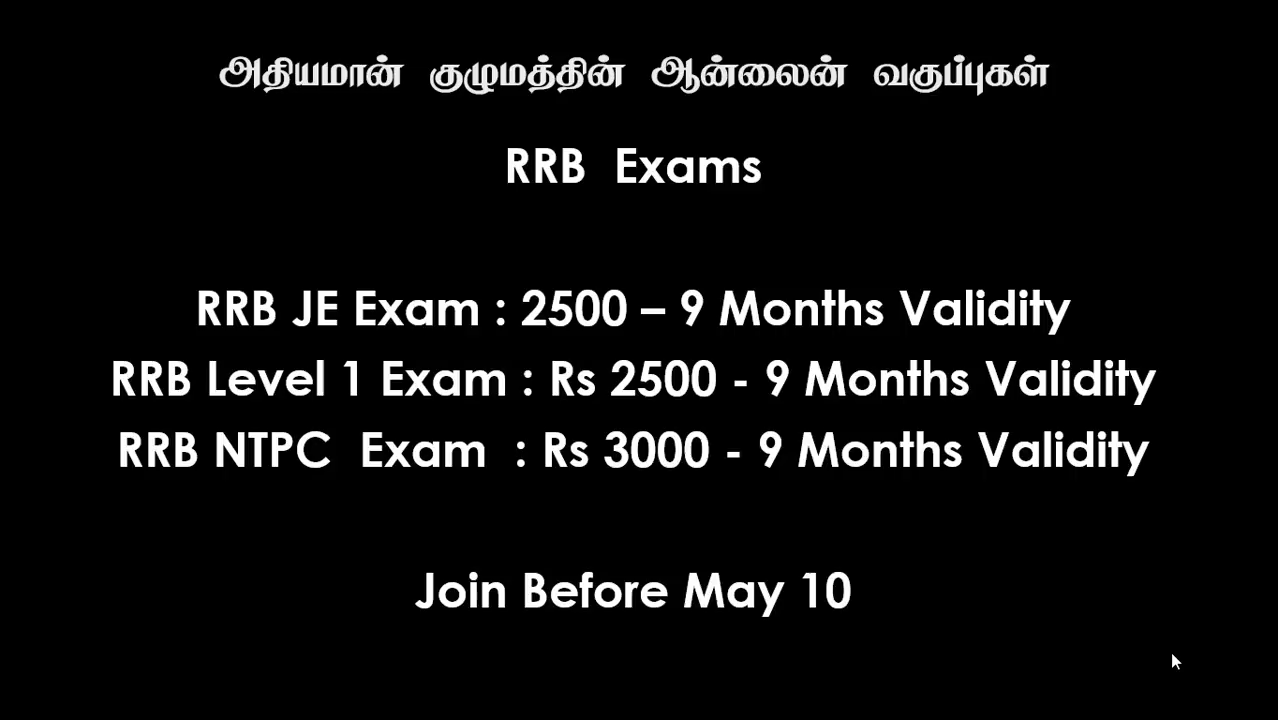 அதியமான் குழுமத்தின் ஆன்லைன் வகுப்புகள்
RRB Exams
RRB JE Exam : 2500 – 9 Months Validity
RRB Level 1 Exam : Rs 2500 - 9 Months Validity
RRB NTPC Exam : Rs 3000 - 9 Months Validity
Join Before May 10